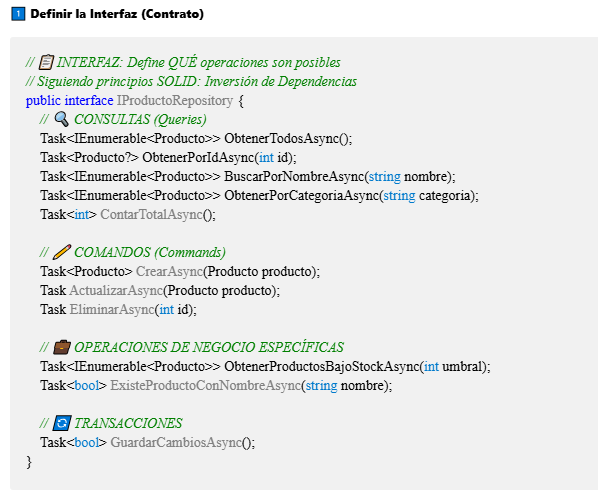 1️⃣ Definir la Interfaz (Contrato)
// 📋 INTERFAZ: Define QUÉ operaciones son posibles
// Siguiendo principios SOLID: Inversión de Dependencias
public interface IProductoRepository {
// 🔍 CONSULTAS (Queries)
Task<IEnumerable<Producto>> ObtenerTodosAsync();
Task<Producto?> ObtenerPorIdAsync(int id);
Task<IEnumerable<Producto>> BuscarPorNombreAsync(string nombre);
Task<IEnumerable<Producto>> ObtenerPorCategoriaAsync(string categoria);
Task<int> ContarTotalAsync();
// ✏️ COMANDOS (Commands)
Task<Producto> CrearAsync(Producto producto);
Task ActualizarAsync(Producto producto);
Task EliminarAsync(int id);
// 💼 OPERACIONES DE NEGOCIO ESPECÍFICAS
Task<IEnumerable<Producto>> ObtenerProductosBajoStockAsync(int umbral);
Task<bool> ExisteProductoConNombreAsync(string nombre);
// 🔄 TRANSACCIONES
Task<bool> GuardarCambiosAsync();
}